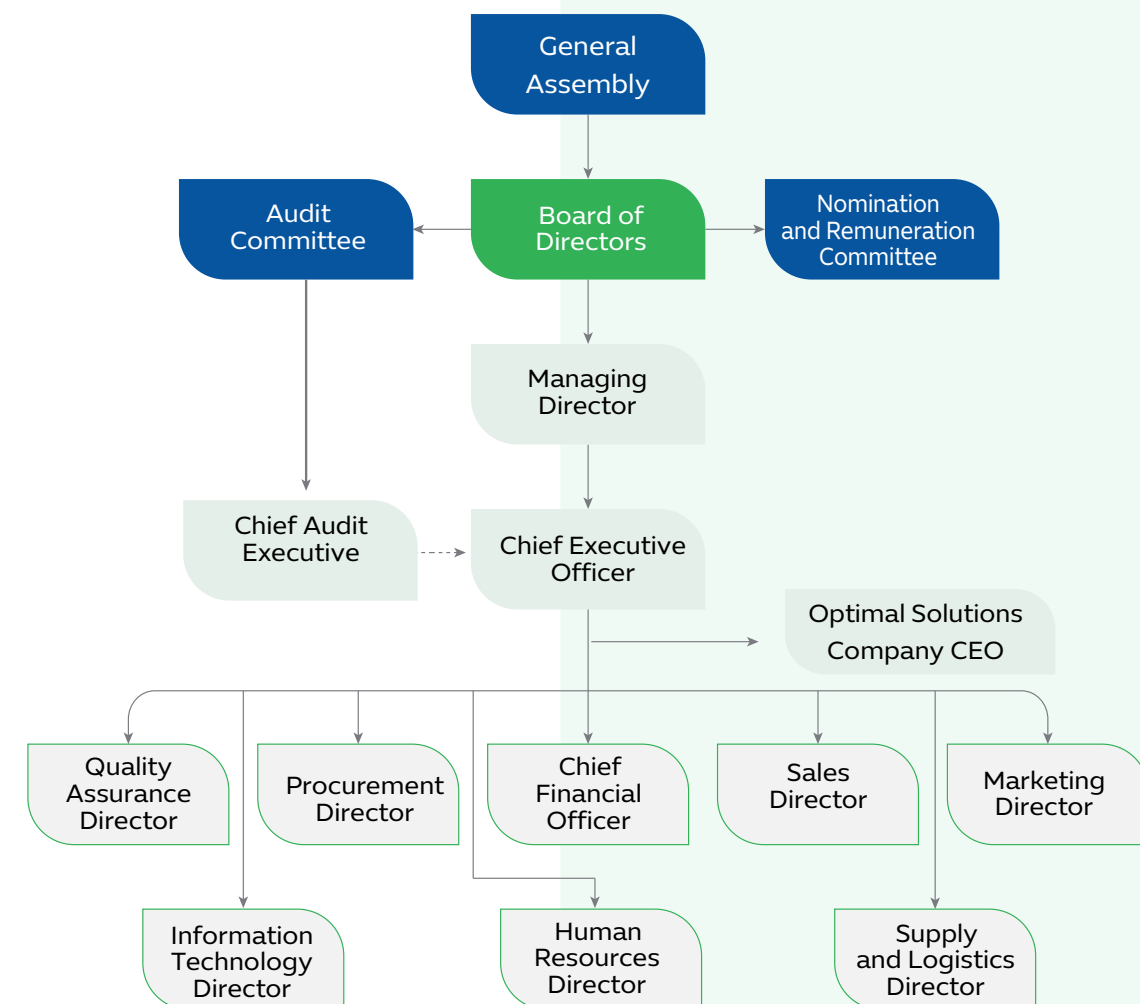 General
Assembly
Audit
Committee
Board of
Directors
Nomination
and Remuneration
Committee
Managing
Director
Chief Audit
Executive
Chief Executive
Officer
Optimal Solutions
Company CEO
Quality
Assurance
Director
Procurement
Director
Chief
Financial
Officer
Sales
Director
Marketing
Director
Information
Technology
Director
Human
Resources
Director
Supply
and Logistics
Director